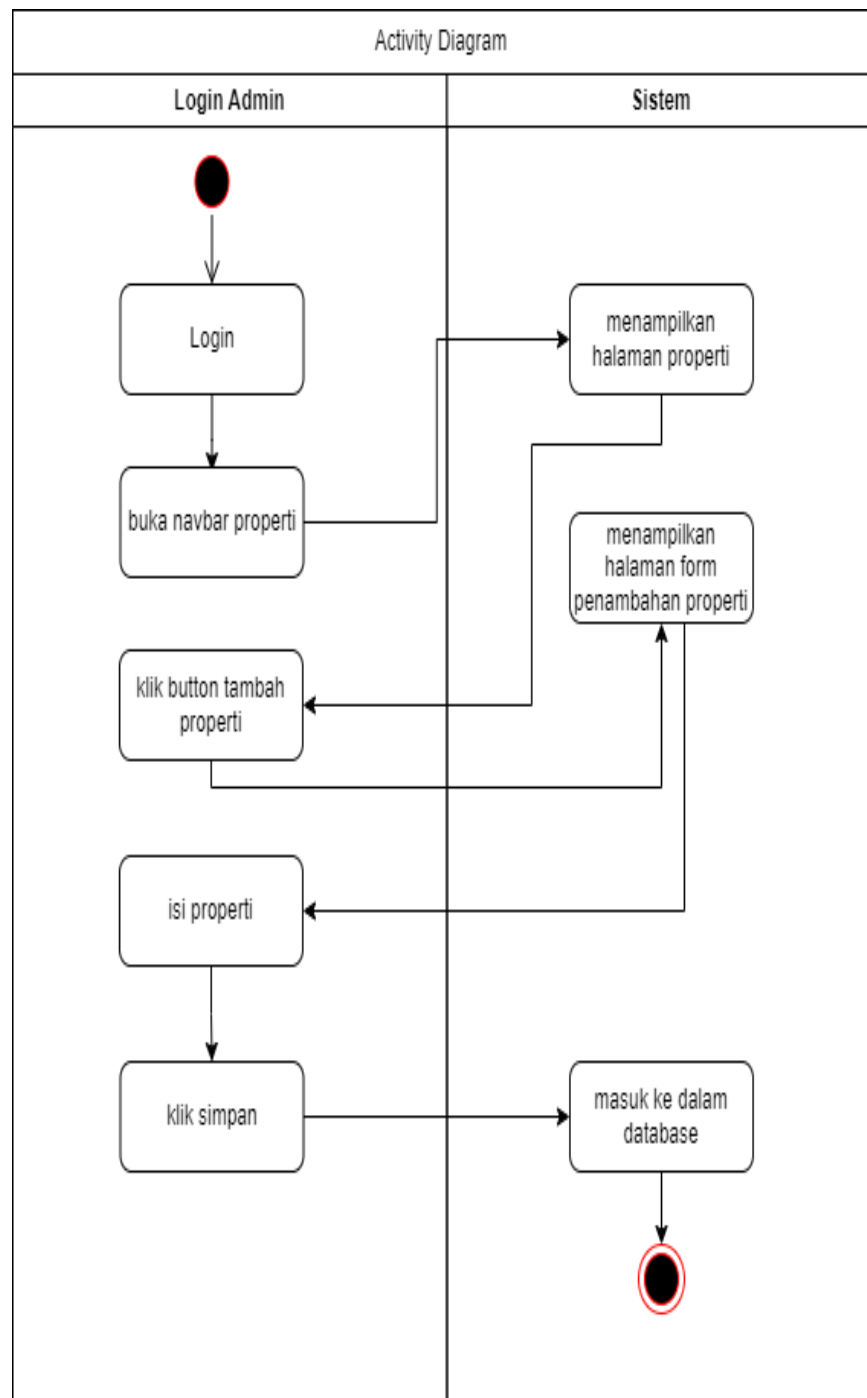 Activity Diagram
Login Admin
Sistem
Login
menampilkan
halaman properti
buka navbar properti
menampilkan
halaman form
penambahan properti
klik button tambah
properti
isi properti
klik simpan
masuk ke dalam
database